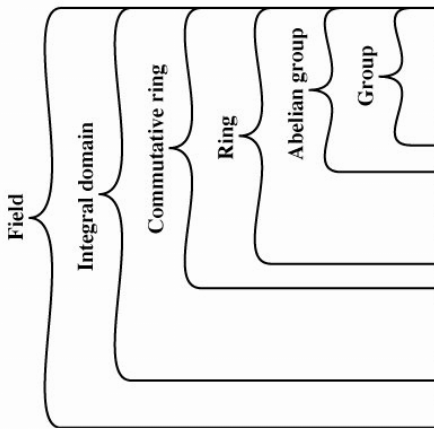 Field
Integral domain
Commutative ring
Ring
Abelian group
Group